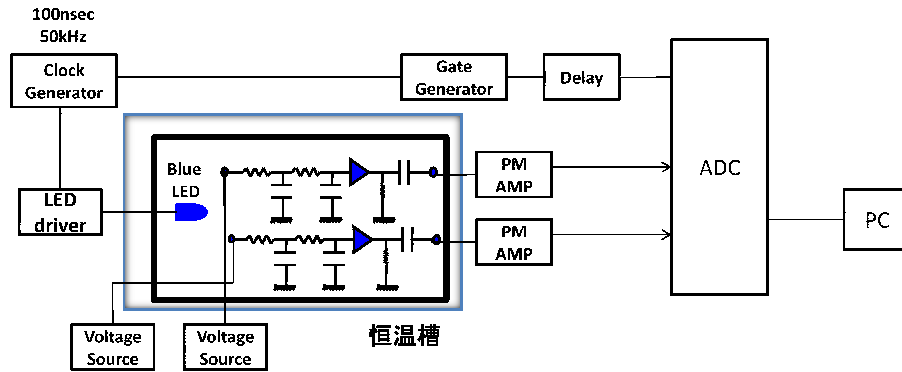 100nsec
50kHz
Clock
Generator
Gate
Generator
Delay
ADC
Blue
LED
PM
AMP
LED
driver
PM
AMP
PC
恒温槽
Voltage
Source
Voltage
Source